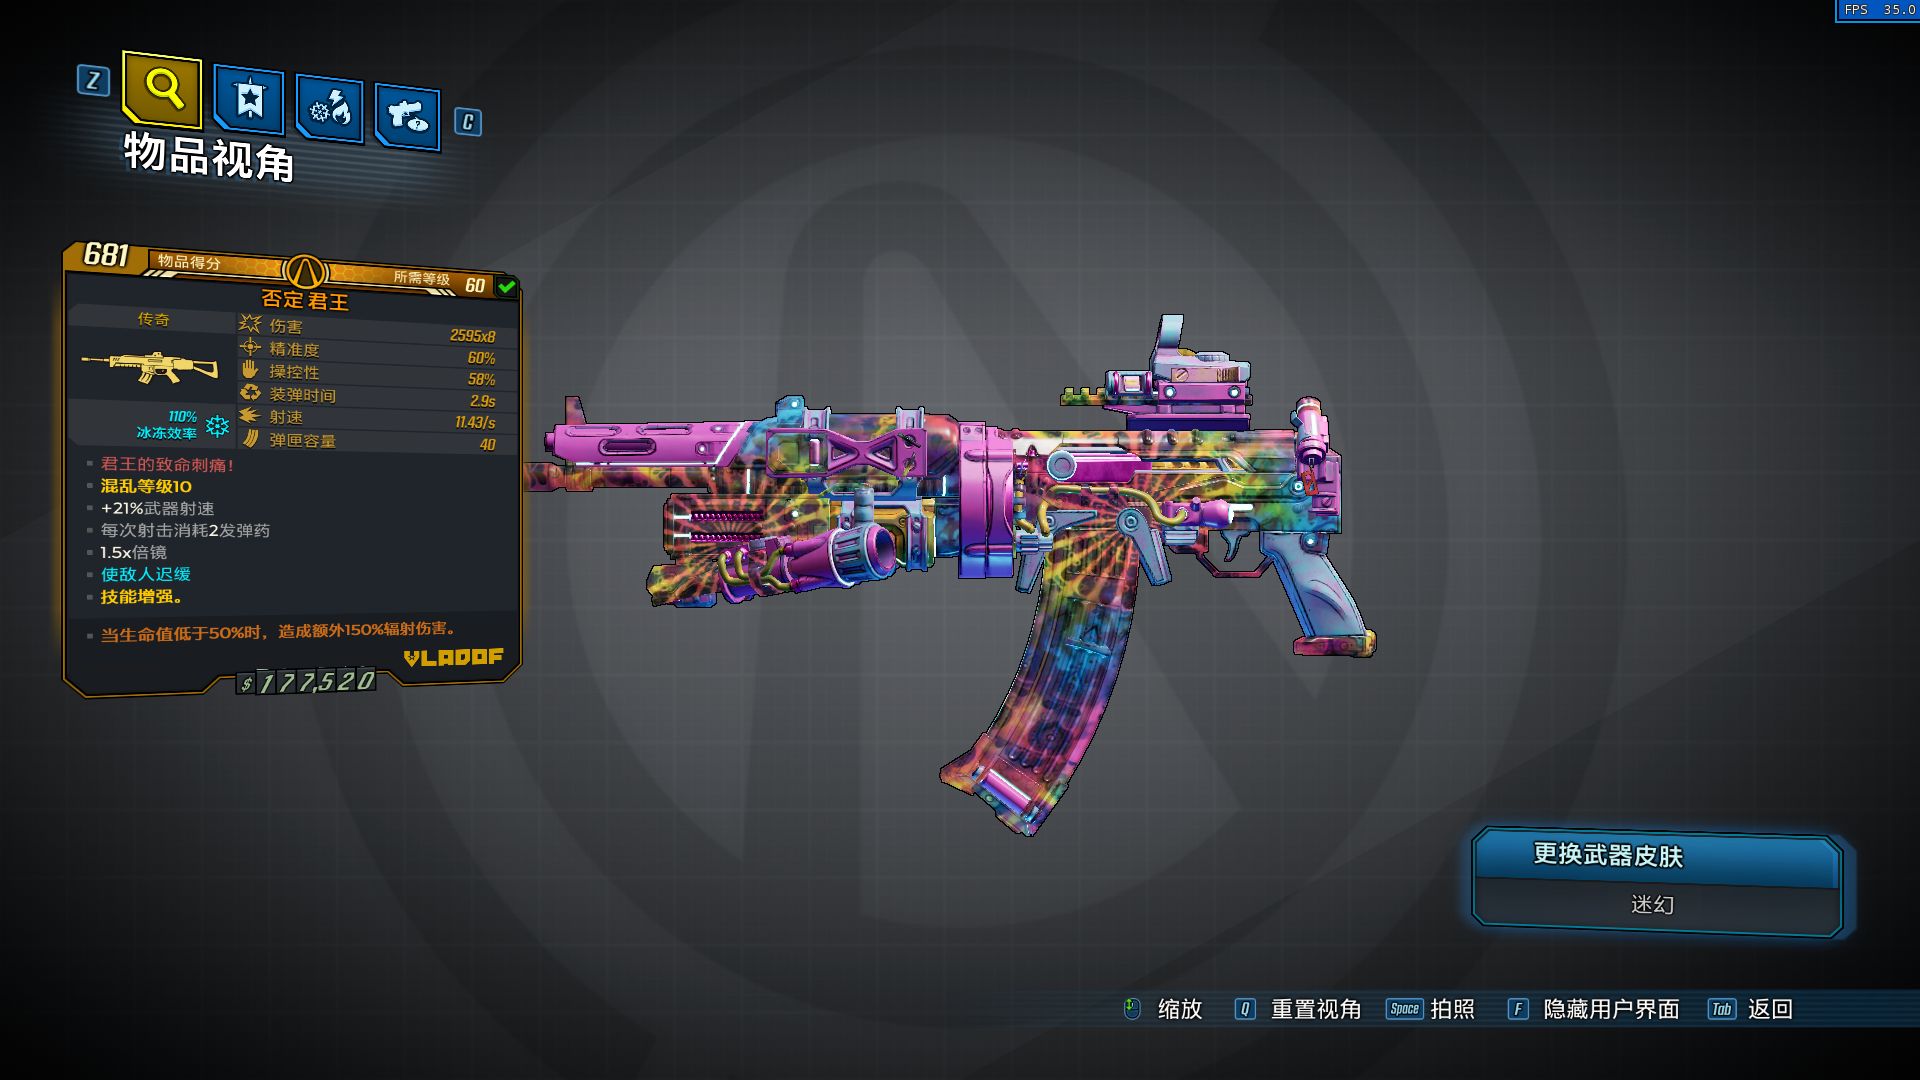 FPS 35.0
Z
C
物品视角
681
物品得分
所需等级 60
否定 君王
传奇
伤害 2595x8
精准度 60%
操控性 58%
装弹时间 2.9s
射速 11.43/s
弹匣容量 40
110%
冰冻效率
君王的致命刺痛！
混乱等级10
+21%武器射速
每次射击消耗2发弹药
1.5x倍镜
使敌人迟缓
技能增强。
当生命值低于50%时，造成额外150%辐射伤害。
VLADOF
$ 177,520
更换武器皮肤
迷幻
缩放 Q 重置视角 Space 拍照 F 隐藏用户界面 Tab 返回